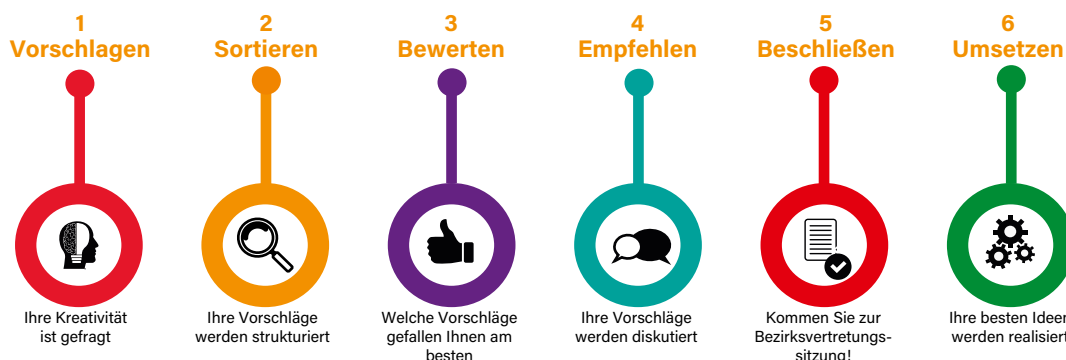 1
Vorschlagen
Ihre Kreativität
ist gefragt
2
Sortieren
Ihre Vorschläge
werden strukturiert
3
Bewerten
Welche Vorschläge
gefallen Ihnen am
besten
4
Empfehlen
Ihre Vorschläge
werden diskutiert
5
Beschließen
Kommen Sie zur
Bezirksvertretungs-
sitzung!
6
Umsetzen
Ihre besten Ideen
werden realisiert